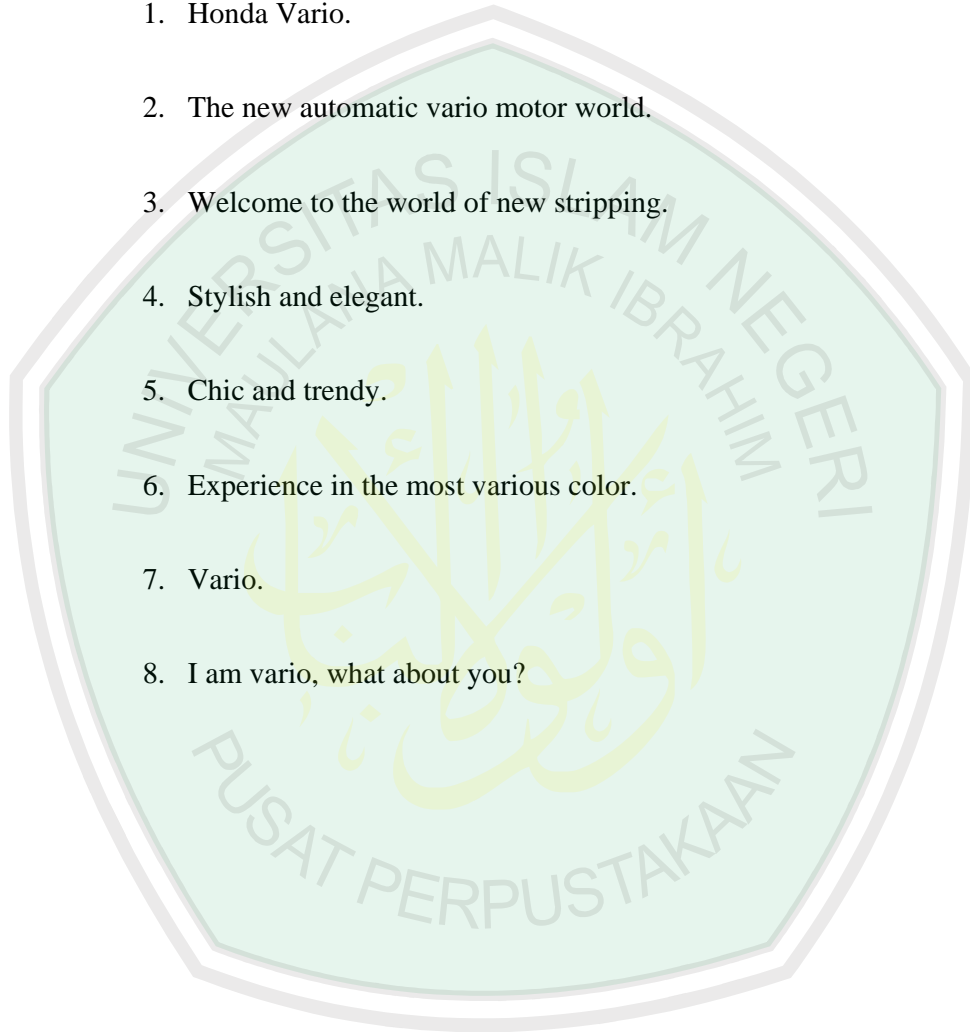 1. Honda Vario.
2. The new automatic vario motor world.
3. Welcome to the world of new stripping.
4. Stylish and elegant.
5. Chic and trendy.
6. Experience in the most various color.
7. Vario.
8. I am vario, what about you?
UNIVERSITAS ISLAM NEGERI
MAULANA MALIK IBRAHIM
PUSAT PERPUSTAKAAN